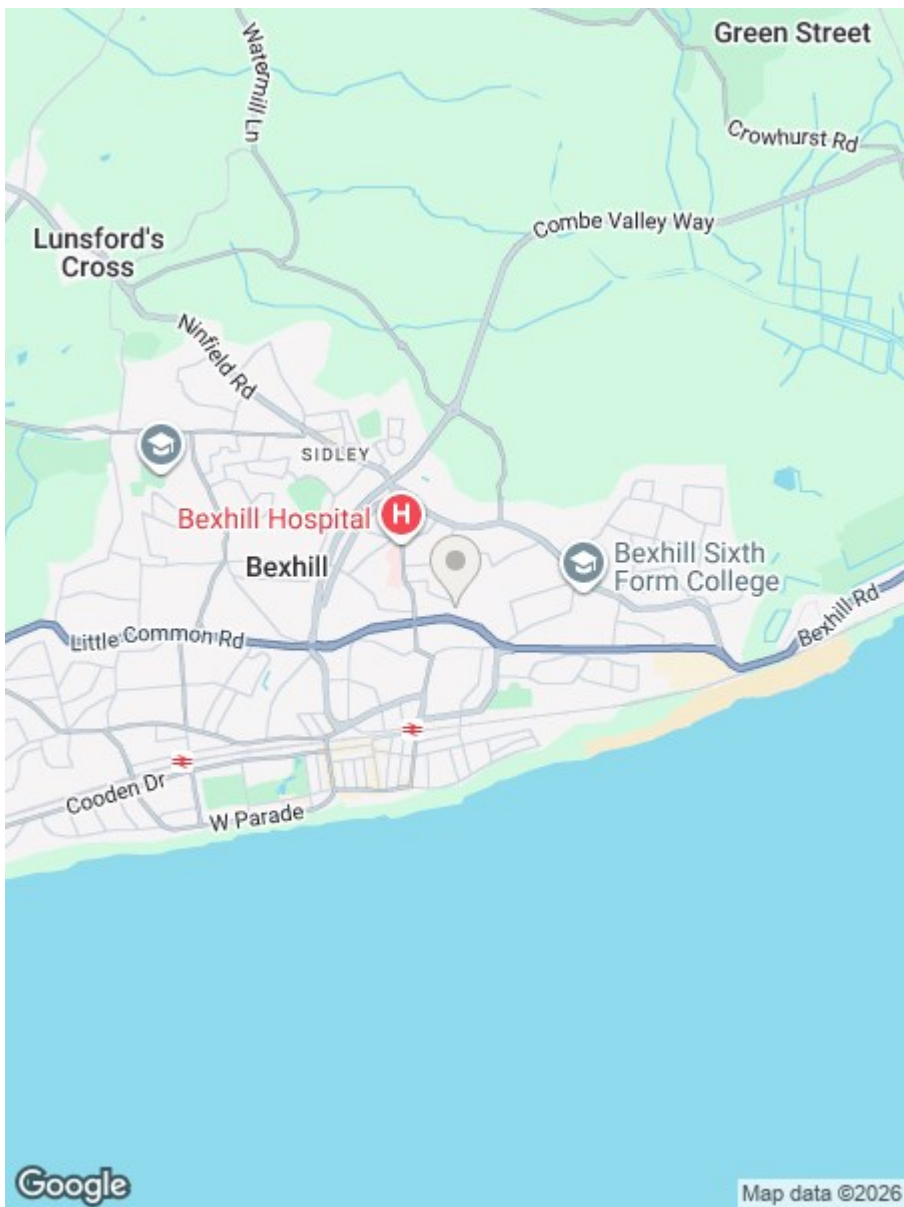 Green Street
Watermill Ln
Crowhurst Rd
Combe Valley Way
Lunsford's
Cross
Ninfield Rd
SIDLEY
Bexhill Hospital
H
Bexhill
Bexhill Sixth
Form College
Bexhill Rd
Little Common Rd
Cooden Dr
W Parade
Google
Map data ©2026